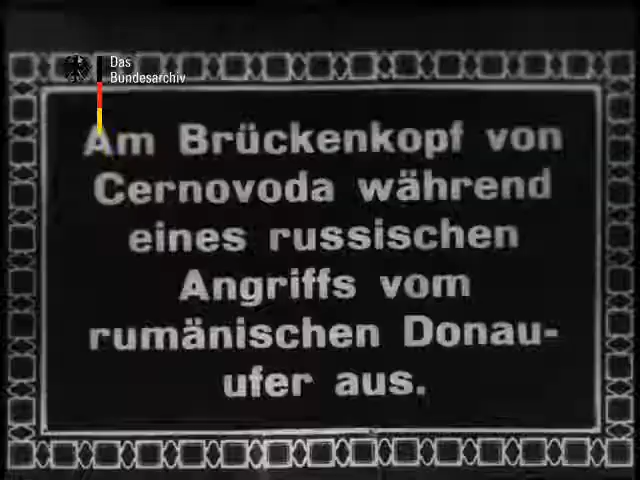 Das
Bundesarchiv
Am Brückenkopf von
Cernovoda während
eines russischen
Angriffs vom
rumänischen Donau-
ufer aus.